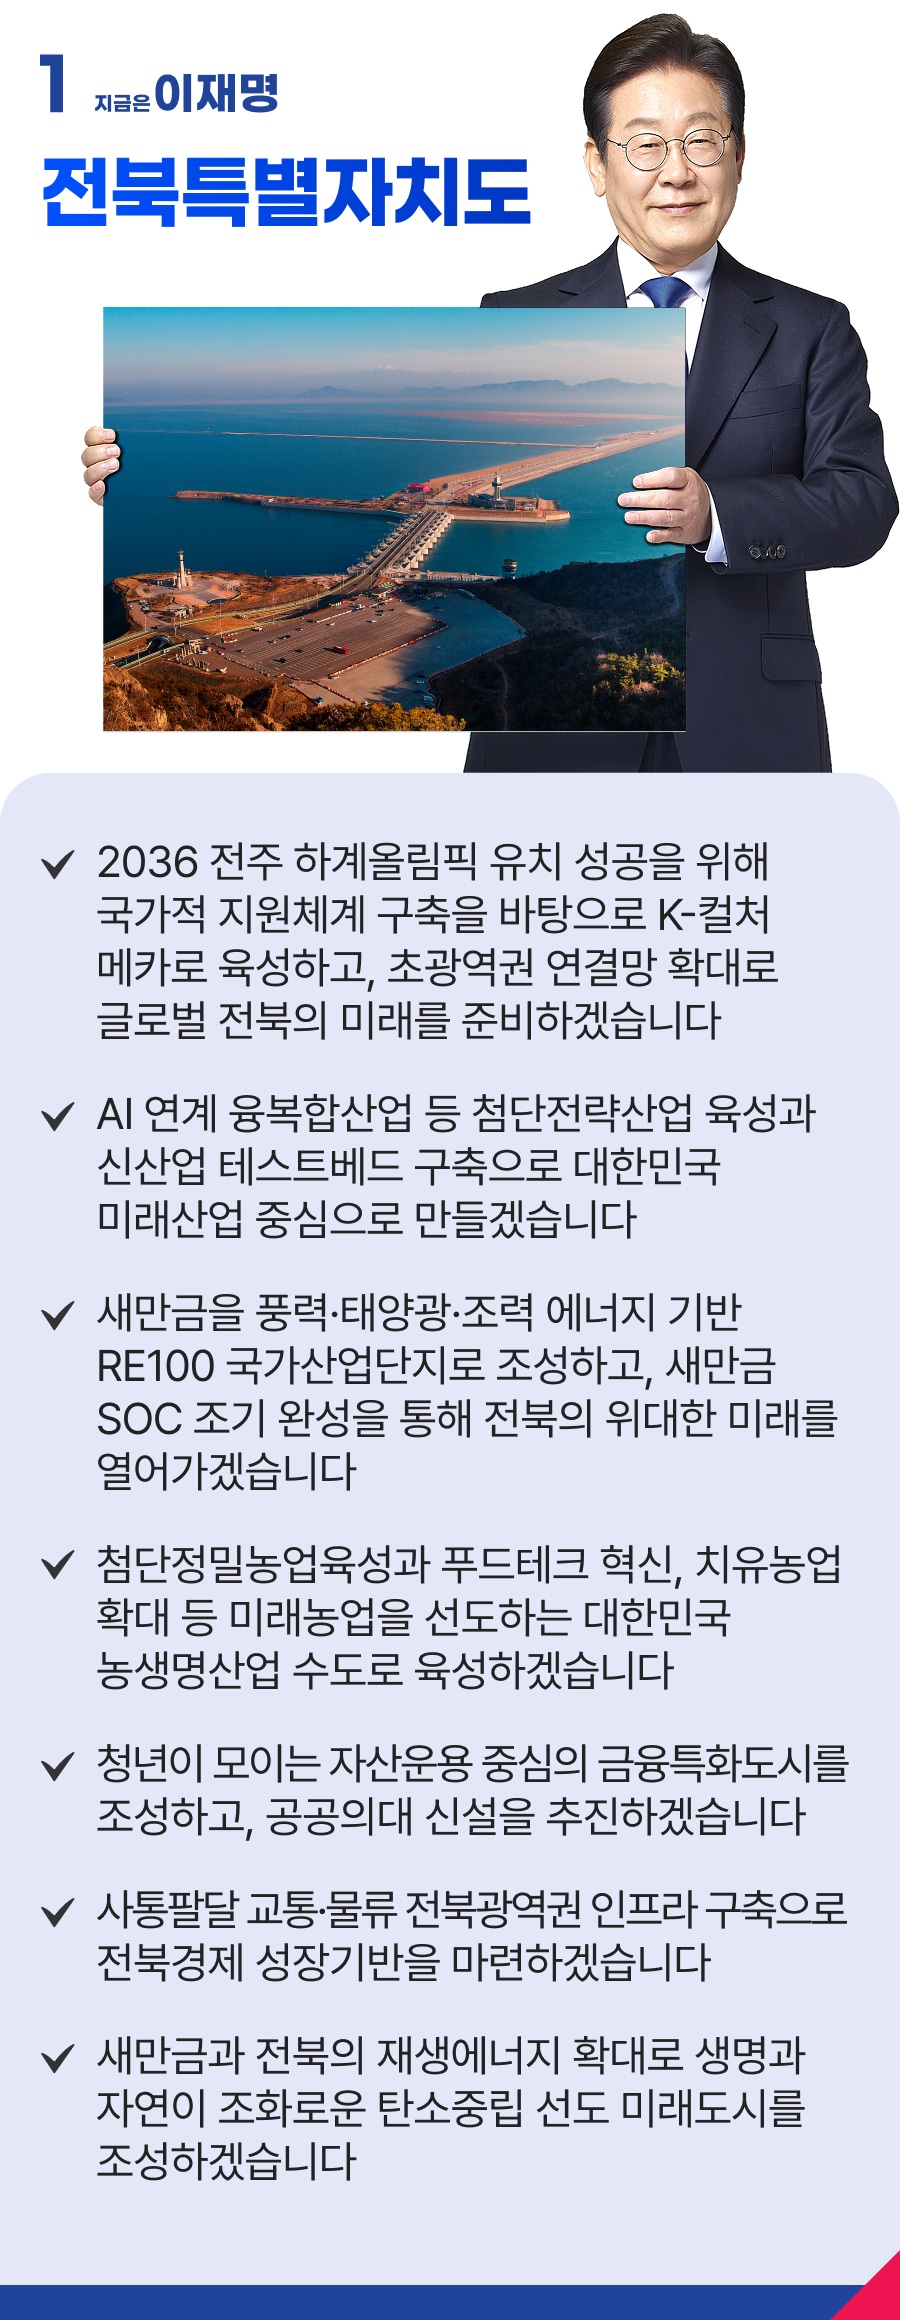 1 지금은 이재명
전북특별자치도
2036 전주 하계올림픽 유치 성공을 위해
국가적 지원체계 구축을 바탕으로 K-컬처
메카로 육성하고, 초광역권 연결망 확대로
글로벌 전북의 미래를 준비하겠습니다
AI 연계 융복합산업 등 첨단전략산업 육성과
신산업 테스트베드 구축으로 대한민국
미래산업 중심으로 만들겠습니다
새만금을 풍력·태양광·조력 에너지 기반
RE100 국가산업단지로 조성하고, 새만금
SOC 조기 완성을 통해 전북의 위대한 미래를
열어가겠습니다
첨단정밀농업육성과 푸드테크 혁신, 치유농업
확대 등 미래농업을 선도하는 대한민국
농생명산업 수도로 육성하겠습니다
청년이 모이는 자산운용 중심의 금융특화도시를
조성하고, 공공의대 신설을 추진하겠습니다
사통팔달 교통·물류 전북광역권 인프라 구축으로
전북경제 성장기반을 마련하겠습니다
새만금과 전북의 재생에너지 확대로 생명과
자연이 조화로운 탄소중립 선도 미래도시를
조성하겠습니다